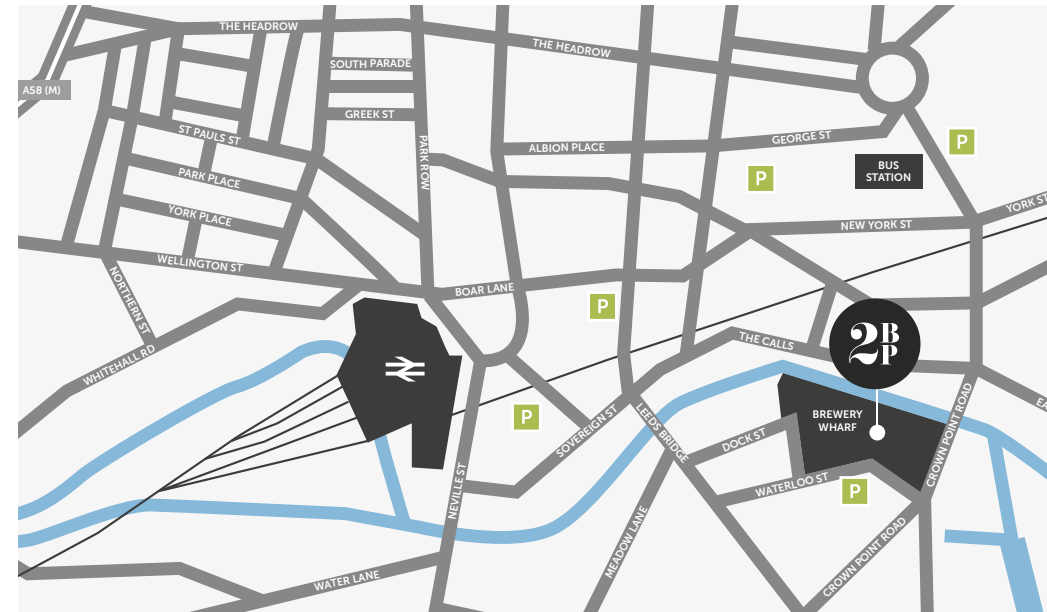 THE HEADROW
THE HEADROW
SOUTH PARADE
A58 (M)
GREEK ST
ST PAULS ST
PARK ROW
ALBION PLACE
GEORGE ST
P
P
BUS
STATION
PARK PLACE
YORK PLACE
YORK ST
NEW YORK ST
WELLINGTON ST
NORTHERN ST
BOAR LANE
P
WHITEHALL RD
THE CALLS
2BP
BREWERY
WHARF
P
SOVEREIGN ST
LEEDS BRIDGE
DOCK ST
CROWN POINT ROAD
EA
NEVILLE ST
WATERLOO ST
P
MEADOW LANE
CROWN POINT ROAD
WATER LANE